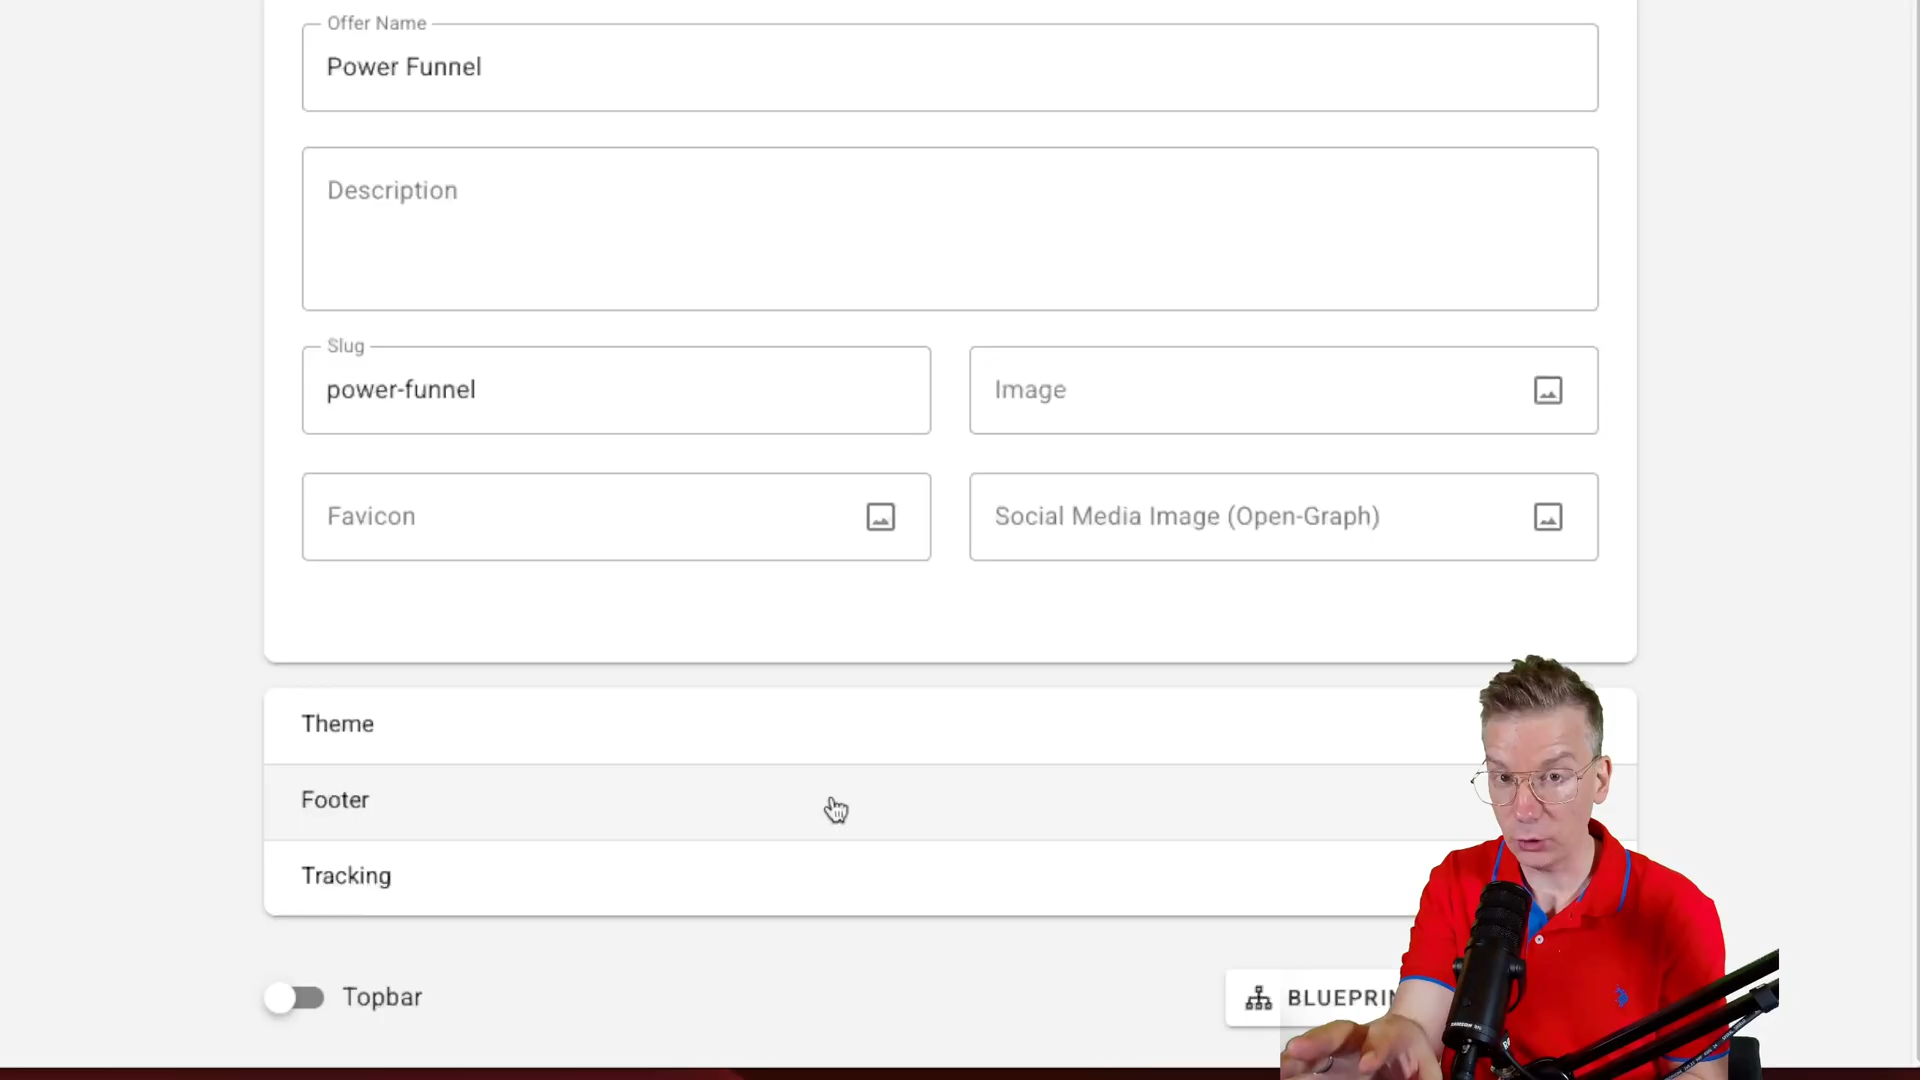 Offer Name
Power Funnel
Description
Slug
power-funnel
Image
Favicon
Social Media Image (Open-Graph)
Theme
Footer
Tracking
Topbar
BLUEPRIN